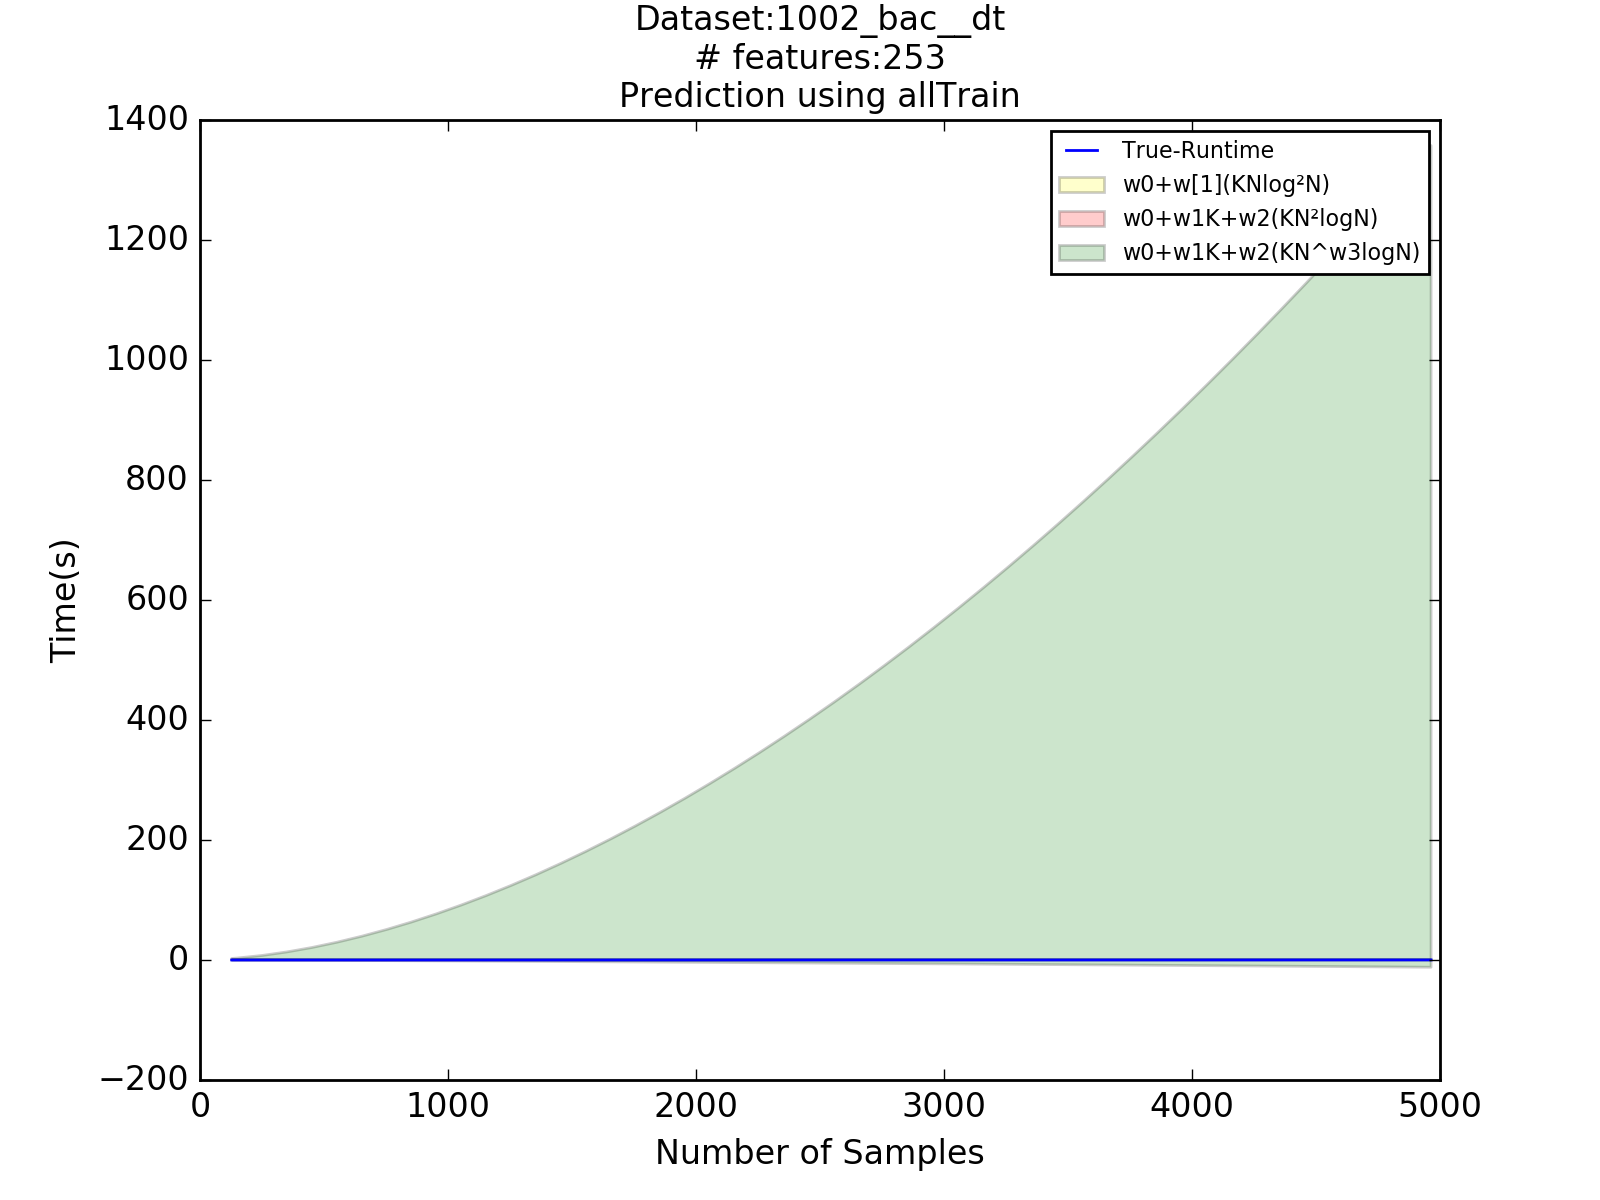 Dataset:1002_bac__dt
# features:253
Prediction using allTrain
1400
1200
1000
800
600
400
200
0
−200
Time(s)
True-Runtime
w0+w[1](KNlog²N)
w0+w1K+w2(KN²logN)
w0+w1K+w2(KN^w3logN)
0 1000 2000 3000 4000 5000
Number of Samples